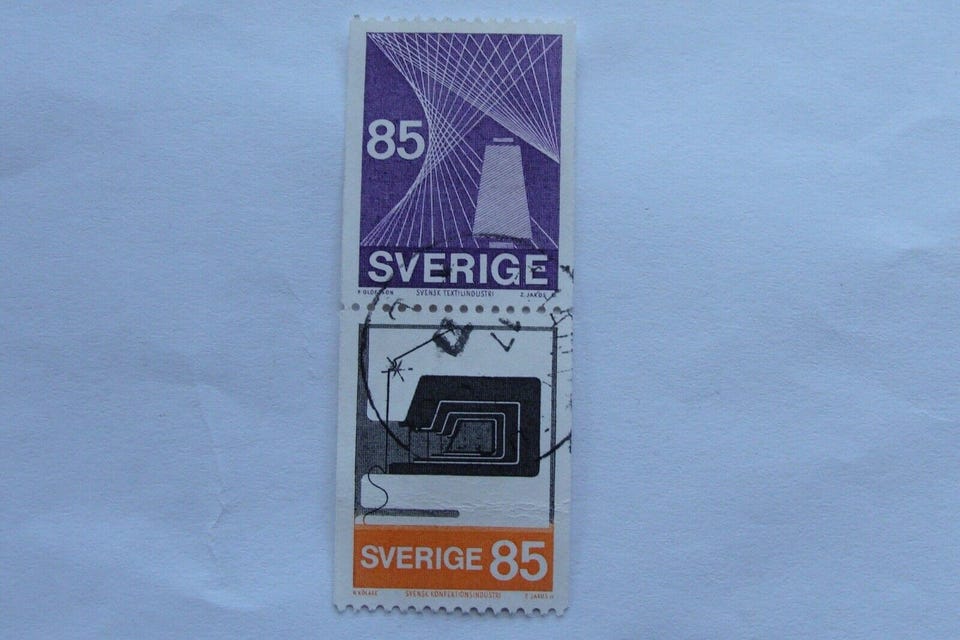 85
SVERIGE
SVENSK TEXTILINDUSTRI
SVERIGE 85
SVENSK KONFEKTIONSINDUSTRI